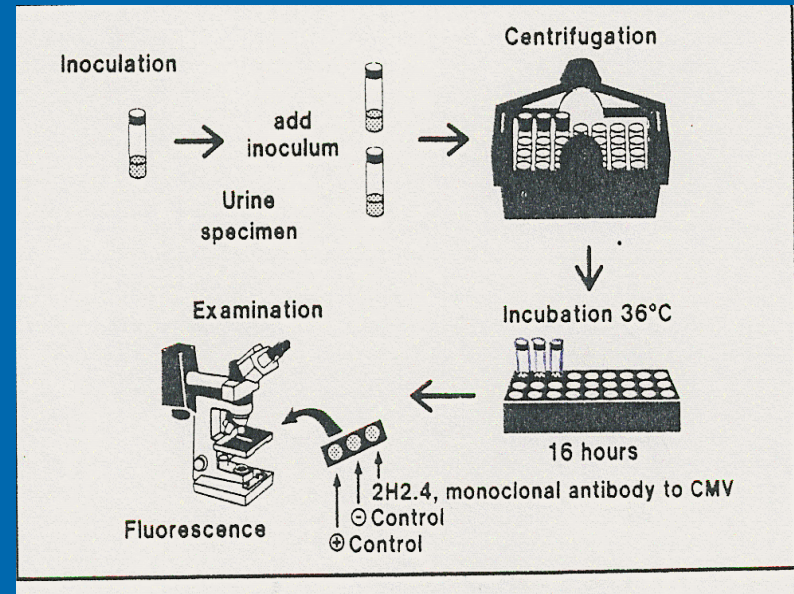 Inoculation
add
inoculum
Urine
specimen
Centrifugation
Incubation 36°C
16 hours
Examination
Fluorescence
2H2.4, monoclonal antibody to CMV
⊖ Control
⊕ Control